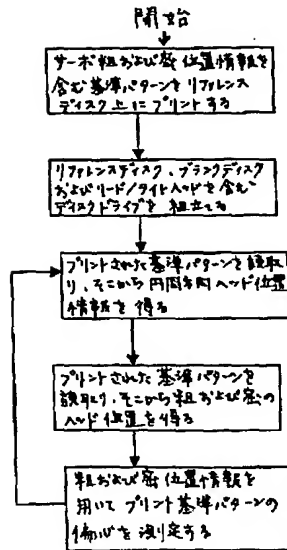 開始
サーボ粗および密位置情報を
含む基準パターンをリファレンス
ディスク上にプリントする
リファレンスディスク、ブランクディスク
およびリード/ライトヘッドを含む
ディスクドライブを組立てる
プリントされた基準パターンを読取
り、そこから円周方向ヘッド位置
情報を得る
プリントされた基準パターンを
読取り、そこから粗および密の
ヘッド位置を得る
粗および密位置情報を
用いてプリント基準パターンの
偏心を測定する